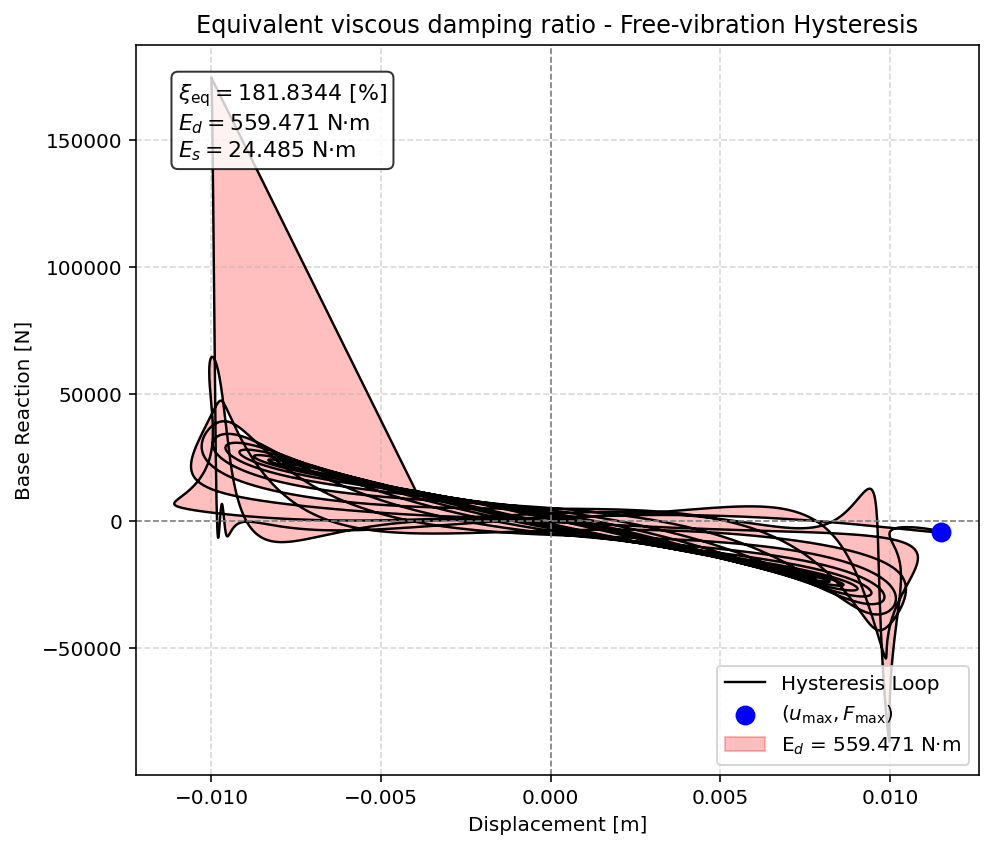 Equivalent viscous damping ratio - Free-vibration Hysteresis
ξeq = 181.8344 [%]
Ed = 559.471 N·m
Es = 24.485 N·m
150000
100000
50000
0
−50000
Base Reaction [N]
Hysteresis Loop
(umax, Fmax)
Ed = 559.471 N·m
−0.010
−0.005
0.000
0.005
0.010
Displacement [m]